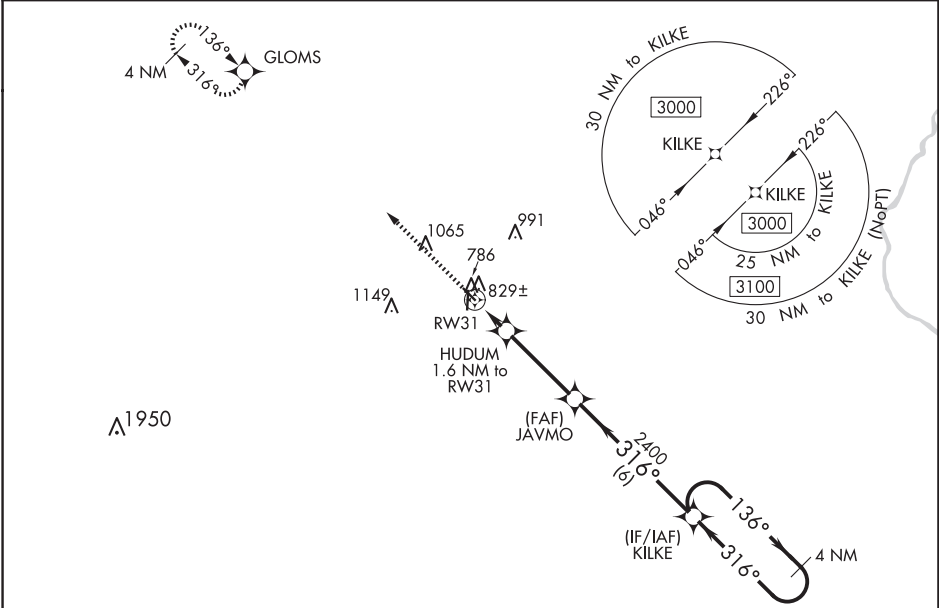 136°
GLOMS
4 NM
316°
30 NM to KILKE
3000
226°
KILKE
046°
226°
KILKE
3000
046°
25 NM to KILKE
3100
30 NM to KILKE (NoPT)
1065
991
786
1149
829±
RW31
HUDUM
1.6 NM to
RW31
1950
(FAF)
JAVMO
2400
316°
(6)
136°
(IF/IAF)
KILKE
316°
4 NM